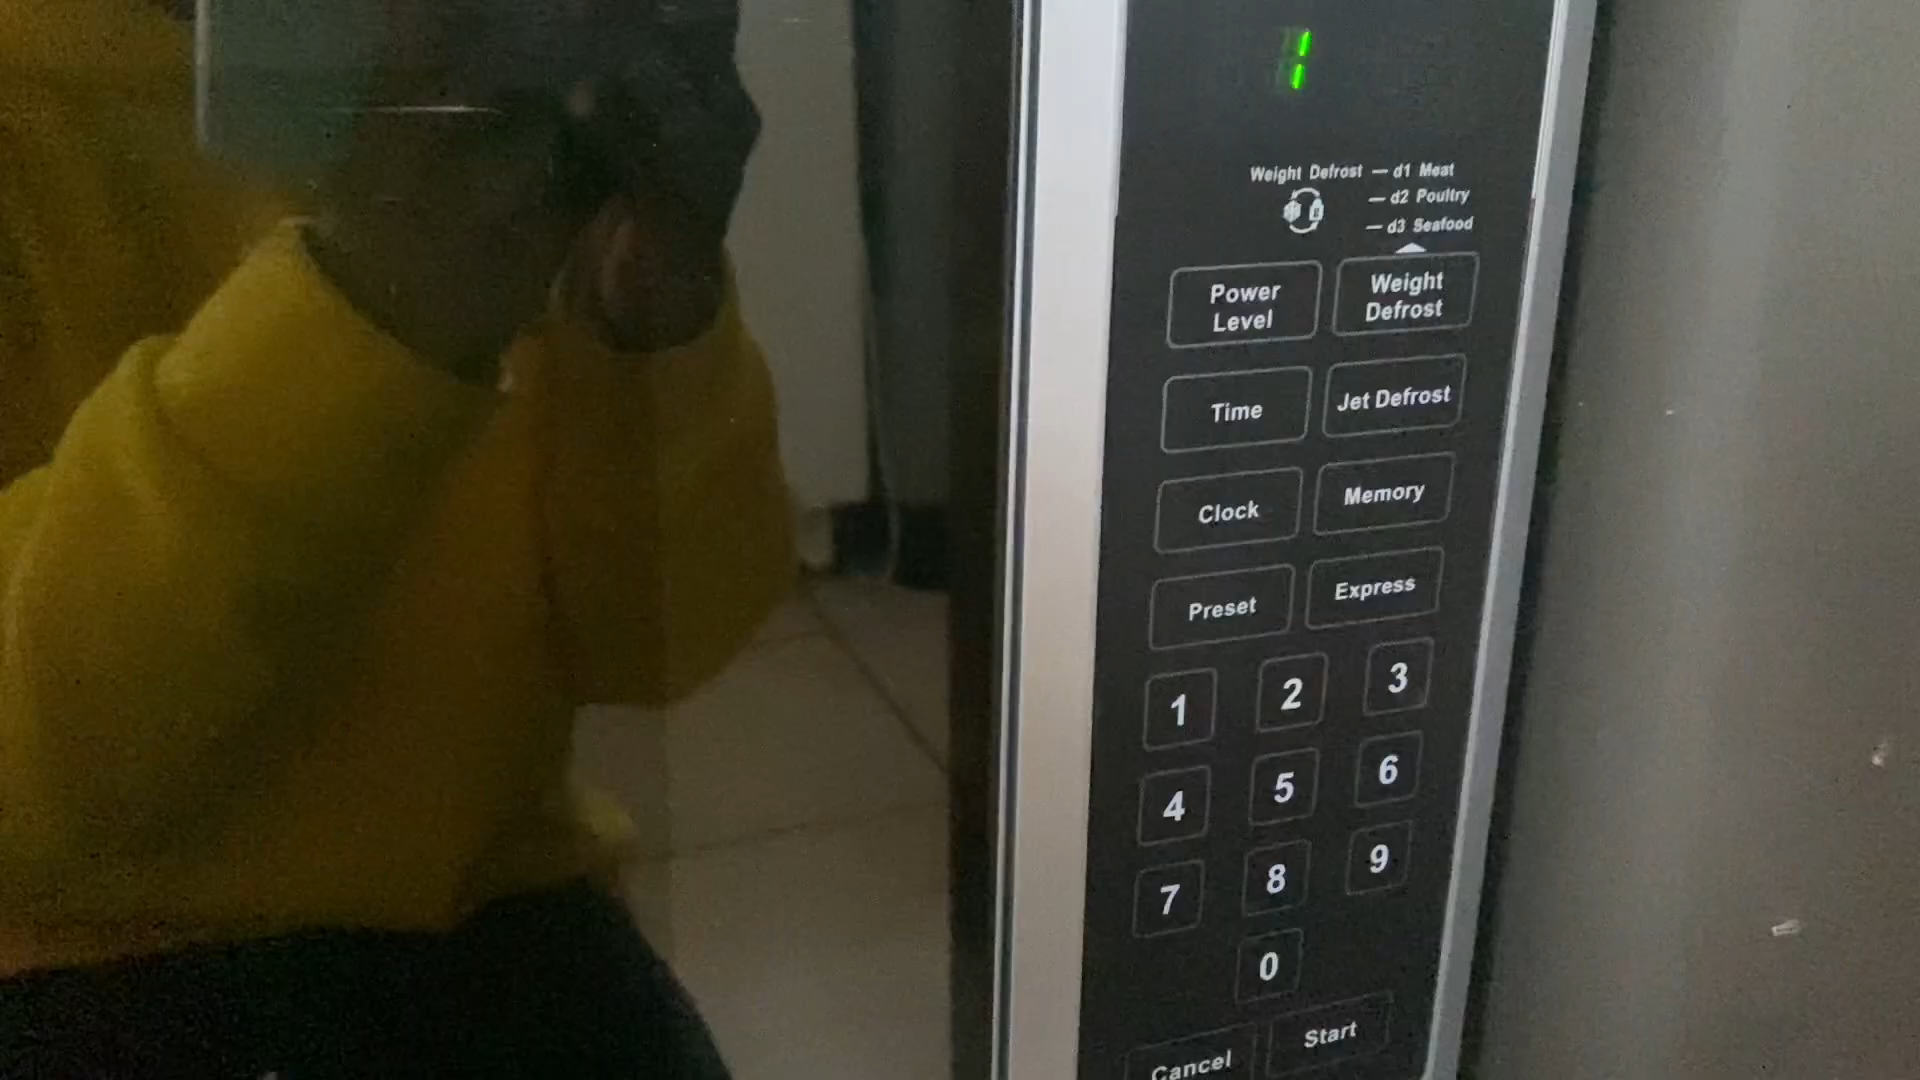 1
Weight Defrost — d1 Meat
— d2 Poultry
— d3 Seafood
Power
Level
Weight
Defrost
Time
Jet Defrost
Clock
Memory
Preset
Express
1 2 3
4 5 6
7 8 9
0
Cancel
Start